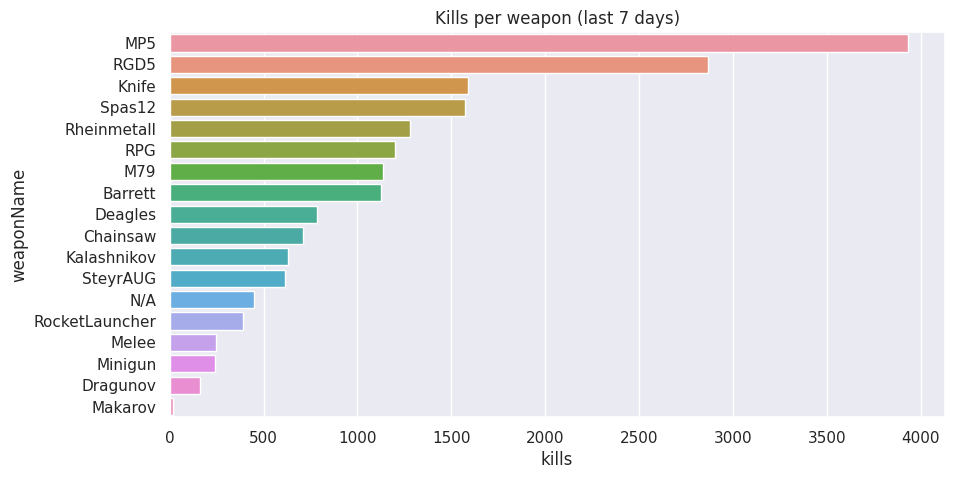 Kills per weapon (last 7 days)
weaponName
MP5
RGD5
Knife
Spas12
Rheinmetall
RPG
M79
Barrett
Deagles
Chainsaw
Kalashnikov
SteyrAUG
N/A
RocketLauncher
Melee
Minigun
Dragunov
Makarov
0 500 1000 1500 2000 2500 3000 3500 4000
kills